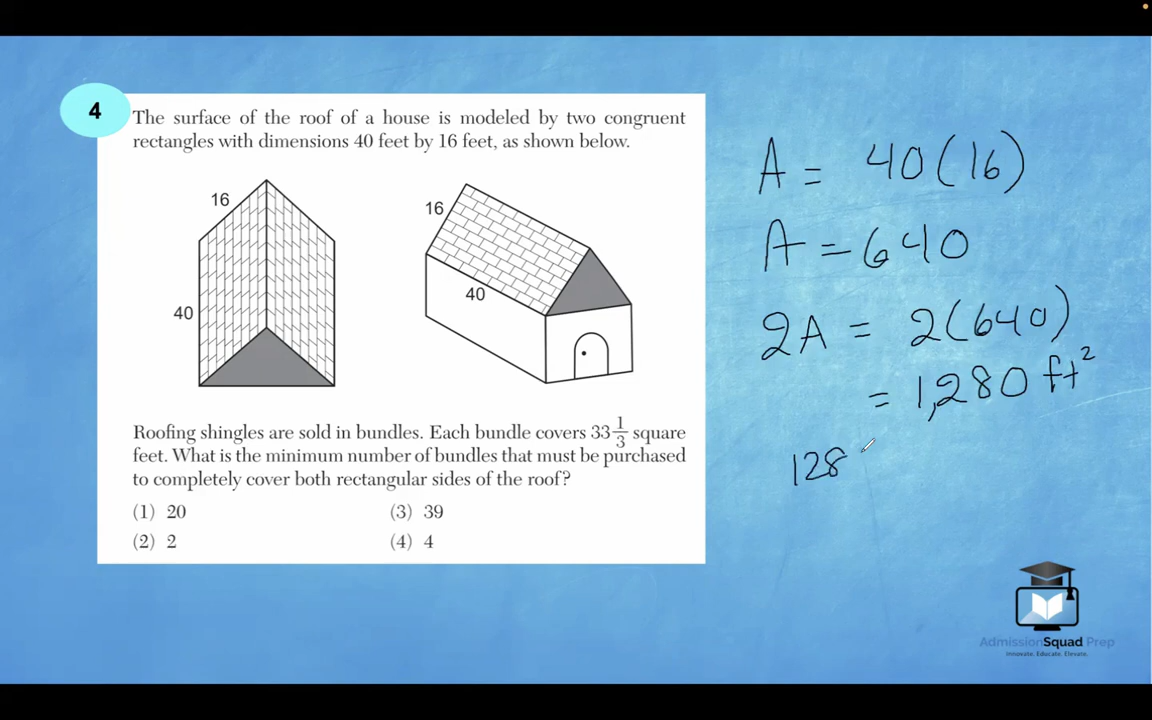 4
The surface of the roof of a house is modeled by two congruent
rectangles with dimensions 40 feet by 16 feet, as shown below.
16
40
16
40
Roofing shingles are sold in bundles. Each bundle covers 33 1/3 square
feet. What is the minimum number of bundles that must be purchased
to completely cover both rectangular sides of the roof?
(1) 20 (3) 39
(2) 2 (4) 4
A = 40(16)
A = 640
2A = 2(640)
= 1,280 ft²
128
AdmissionSquad Prep
Innovate. Educate. Elevate.